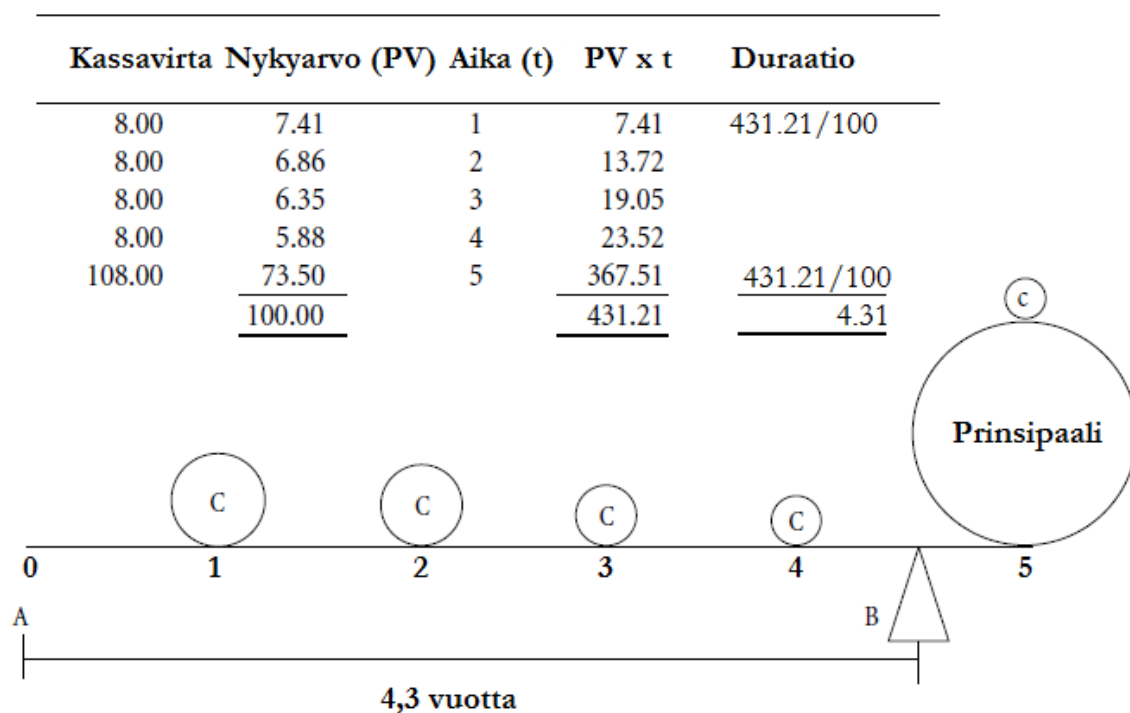 Kassavirta Nykyarvo (PV) Aika (t) PV x t Duraatio
8.00 7.41 1 7.41 431.21/100
8.00 6.86 2 13.72
8.00 6.35 3 19.05
8.00 5.88 4 23.52
108.00 73.50 5 367.51 431.21/100
100.00 431.21 4.31
c
Prinsipaali
C C C C
0 1 2 3 4 5
A B
4,3 vuotta